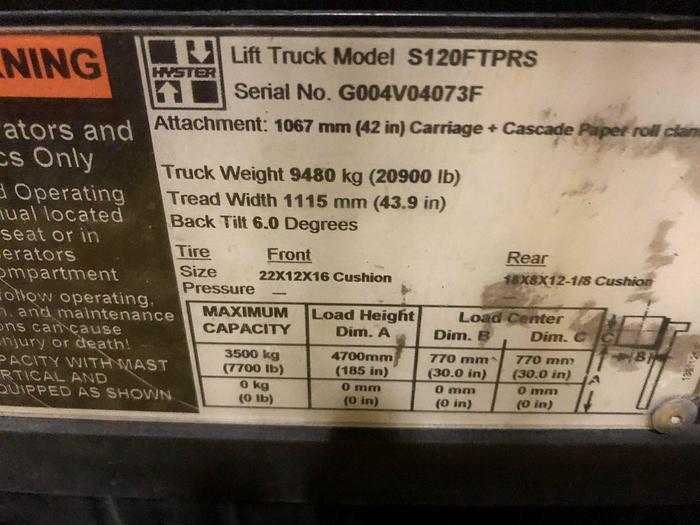 NING
ators and
cs Only
d Operating
ual located
seat or in
erators
ompartment
ollow operating,
n, and maintenance
ons can cause
njury or death!
PACITY WITH MAST
RTICAL AND
QUIPPED AS SHOWN
HYSTER
Lift Truck Model S120FTPRS
Serial No. G004V04073F
Attachment: 1067 mm (42 in) Carriage + Cascade Paper roll clam
Truck Weight 9480 kg (20900 lb)
Tread Width 1115 mm (43.9 in)
Back Tilt 6.0 Degrees
Tire Front Rear
Size 22X12X16 Cushion 18X8X12-1/8 Cushion
Pressure — —
MAXIMUM CAPACITY Load Height Dim. A Load Center Dim. B Dim. C
3500 kg (7700 lb) 4700mm (185 in) 770 mm (30.0 in) 770 mm (30.0 in)
0 kg (0 lb) 0 mm (0 in) 0 mm (0 in) 0 mm (0 in)
C
B
A